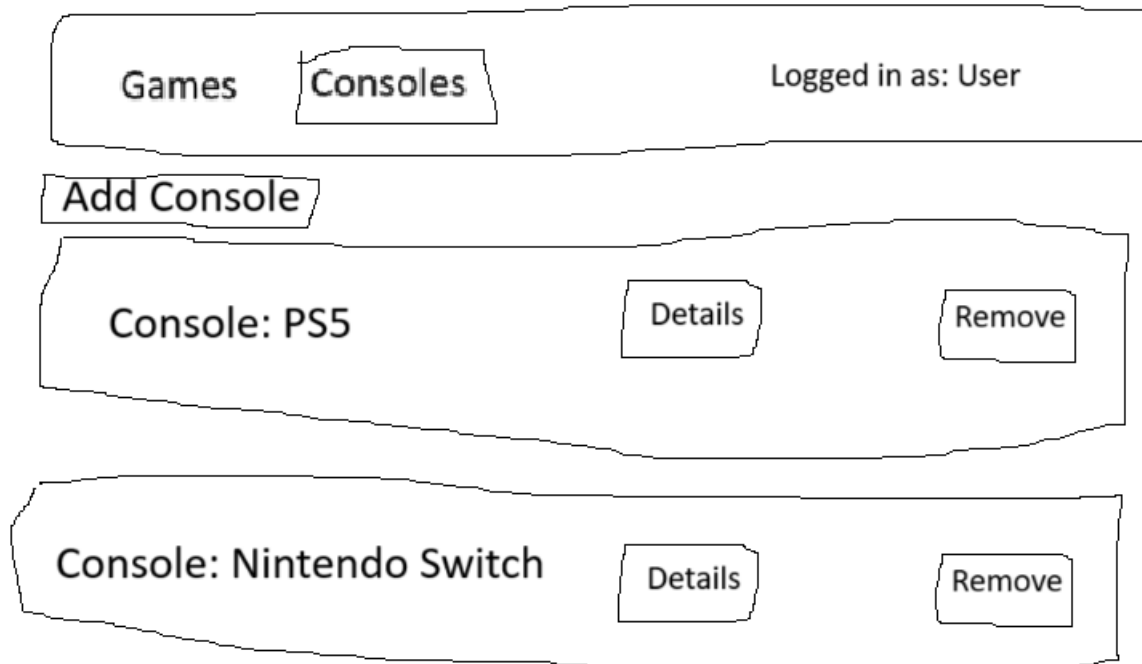 Games Consoles Logged in as: User
Add Console
Console: PS5 Details Remove
Console: Nintendo Switch Details Remove